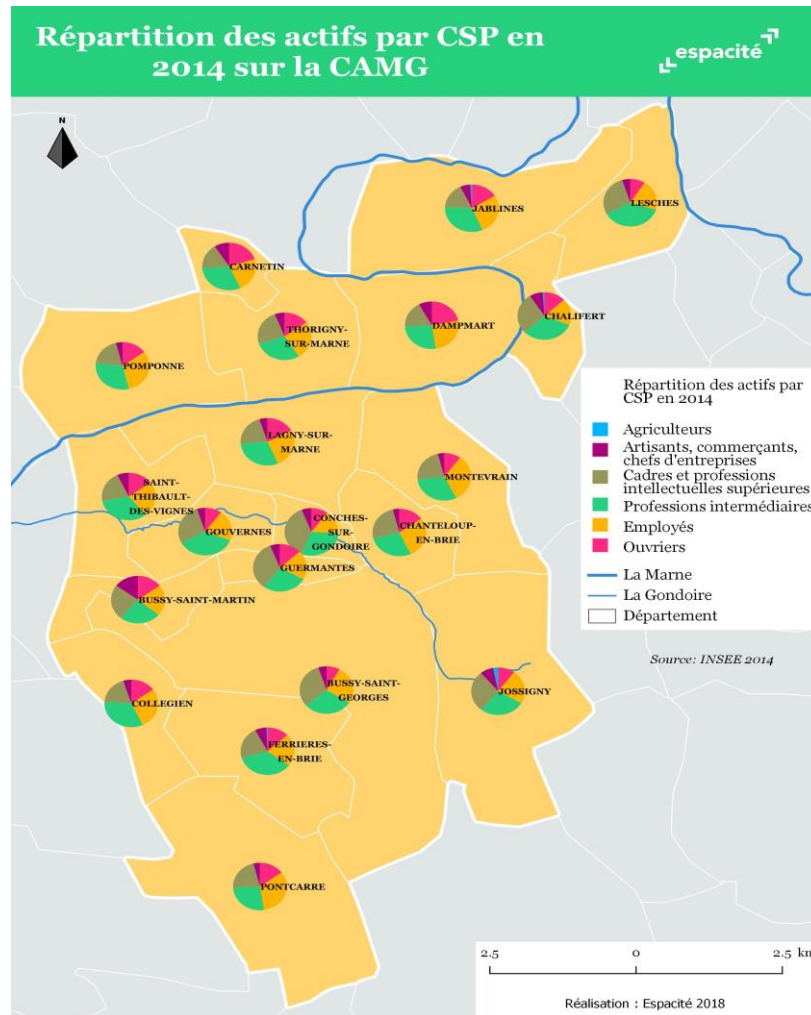 Répartition des actifs par CSP en
2014 sur la CAMG
espacité
N
JABLINES
LESCHES
CARNETIN
THORIGNY-
SUR-MARNE
DAMPMART
CHALIFERT
POMPONNE
LAGNY-SUR-
MARNE
MONTEVRAIN
SAINT-
THIBAULT-
DES-VIGNES
GOUVERNES
CONCHES-
SUR-
GONDOIRE
CHANTELOUP-
EN-BRIE
GUERMANTES
BUSSY-SAINT-MARTIN
COLLEGIEN
BUSSY-SAINT-
GEORGES
JOSSIGNY
FERRIERES-
EN-BRIE
PONTCARRE
Répartition des actifs par
CSP en 2014
Agriculteurs
Artisants, commerçants,
chefs d'entreprises
Cadres et professions
intellectuelles supérieures
Professions intermédiaires
Employés
Ouvriers
La Marne
La Gondoire
Département
Source: INSEE 2014
2.5 0 2.5 km
Réalisation : Espacité 2018